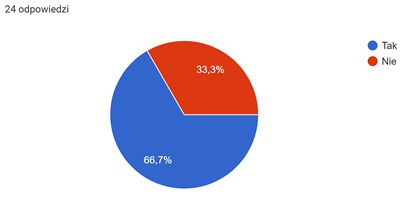 24 odpowiedzi
Tak
Nie
33,3%
66,7%